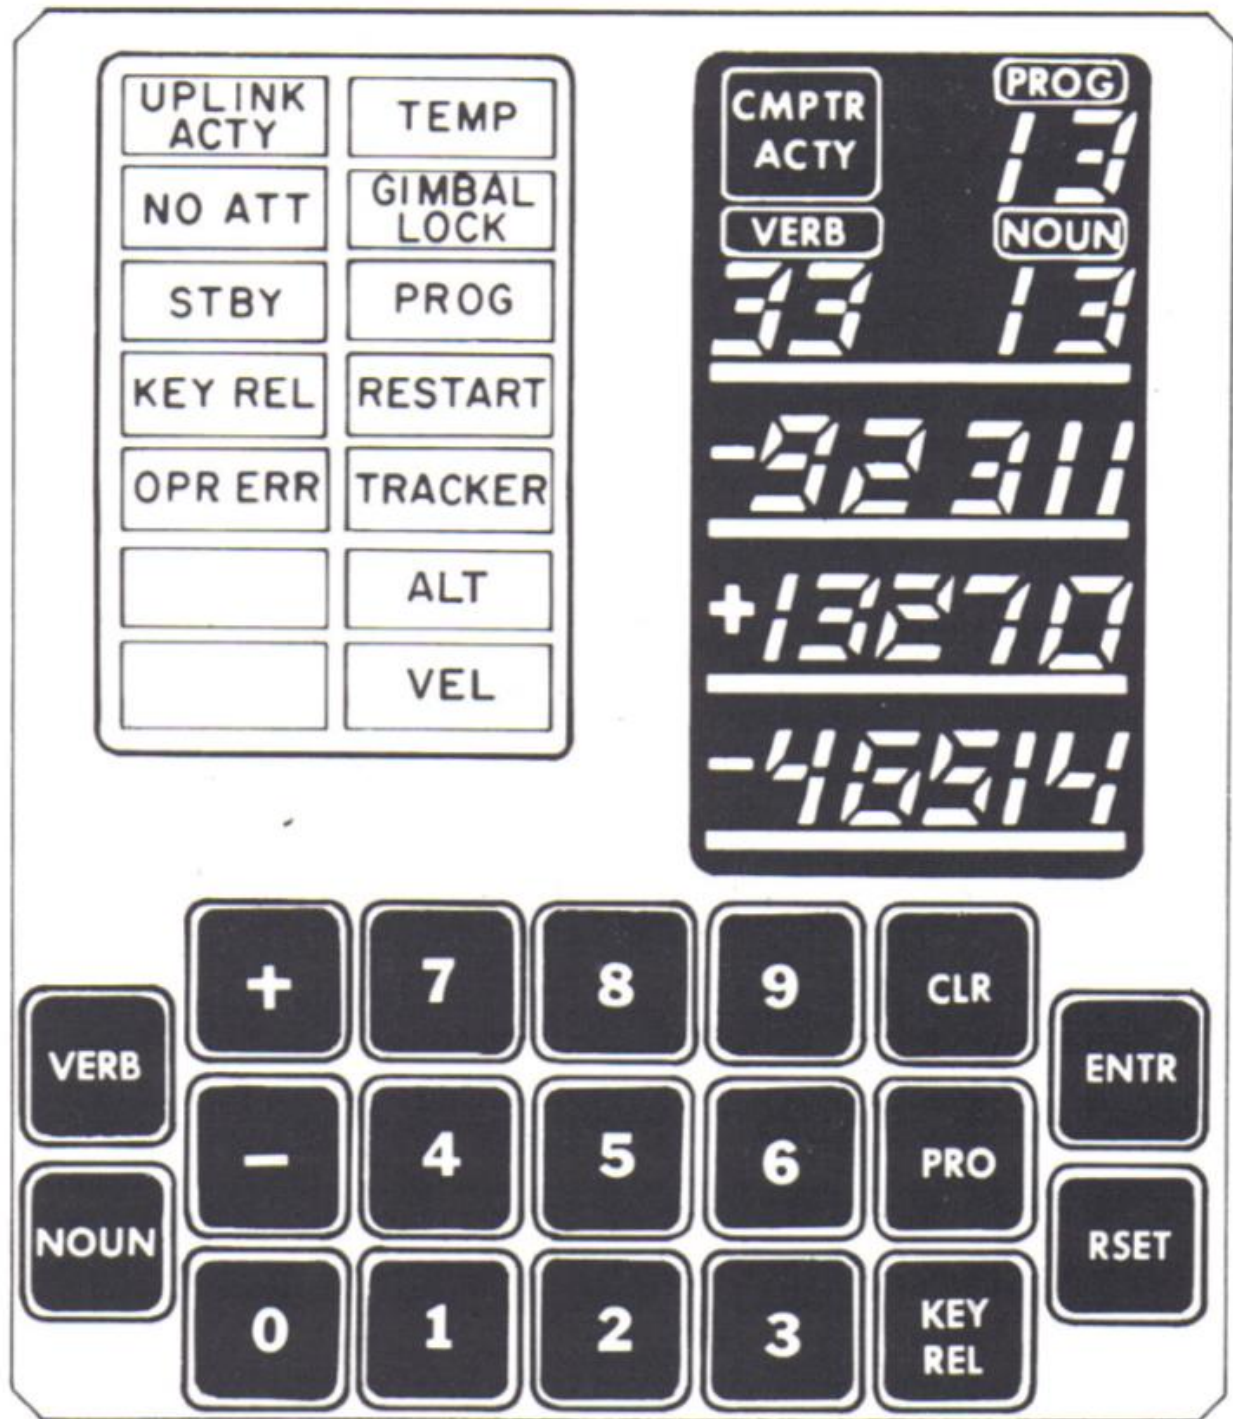 UPLINK
ACTY
TEMP
NO ATT
GIMBAL
LOCK
STBY
PROG
KEY REL
RESTART
OPR ERR
TRACKER
ALT
VEL
CMPTR
ACTY
PROG
13
VERB
NOUN
33
13
-92311
+13270
-46514
+
7
8
9
CLR
VERB
ENTR
-
4
5
6
PRO
NOUN
RSET
0
1
2
3
KEY
REL